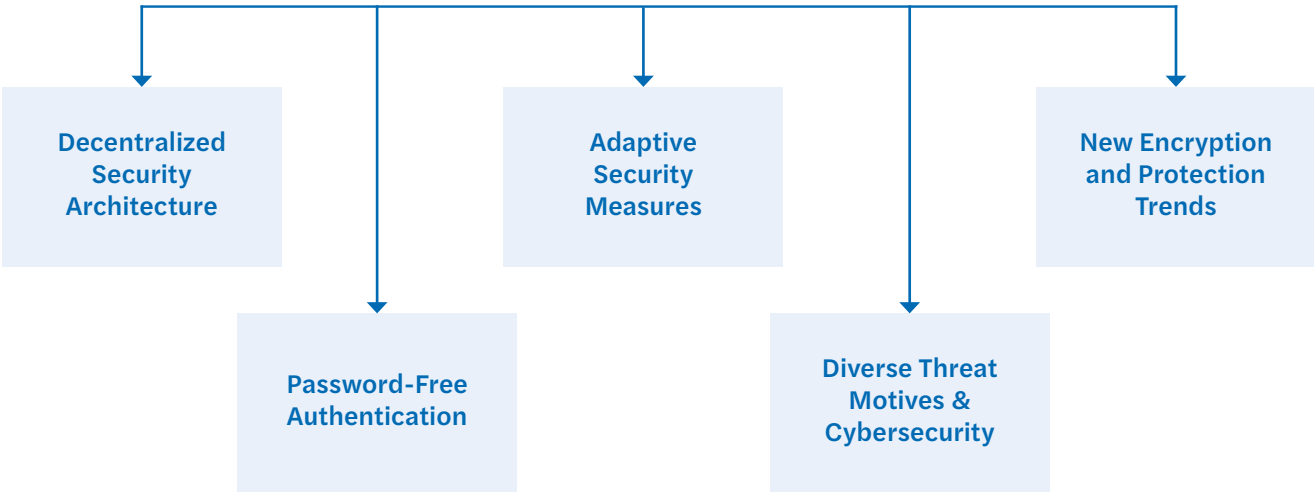 Decentralized
Security
Architecture
Adaptive
Security
Measures
New Encryption
and Protection
Trends
Password-Free
Authentication
Diverse Threat
Motives &
Cybersecurity